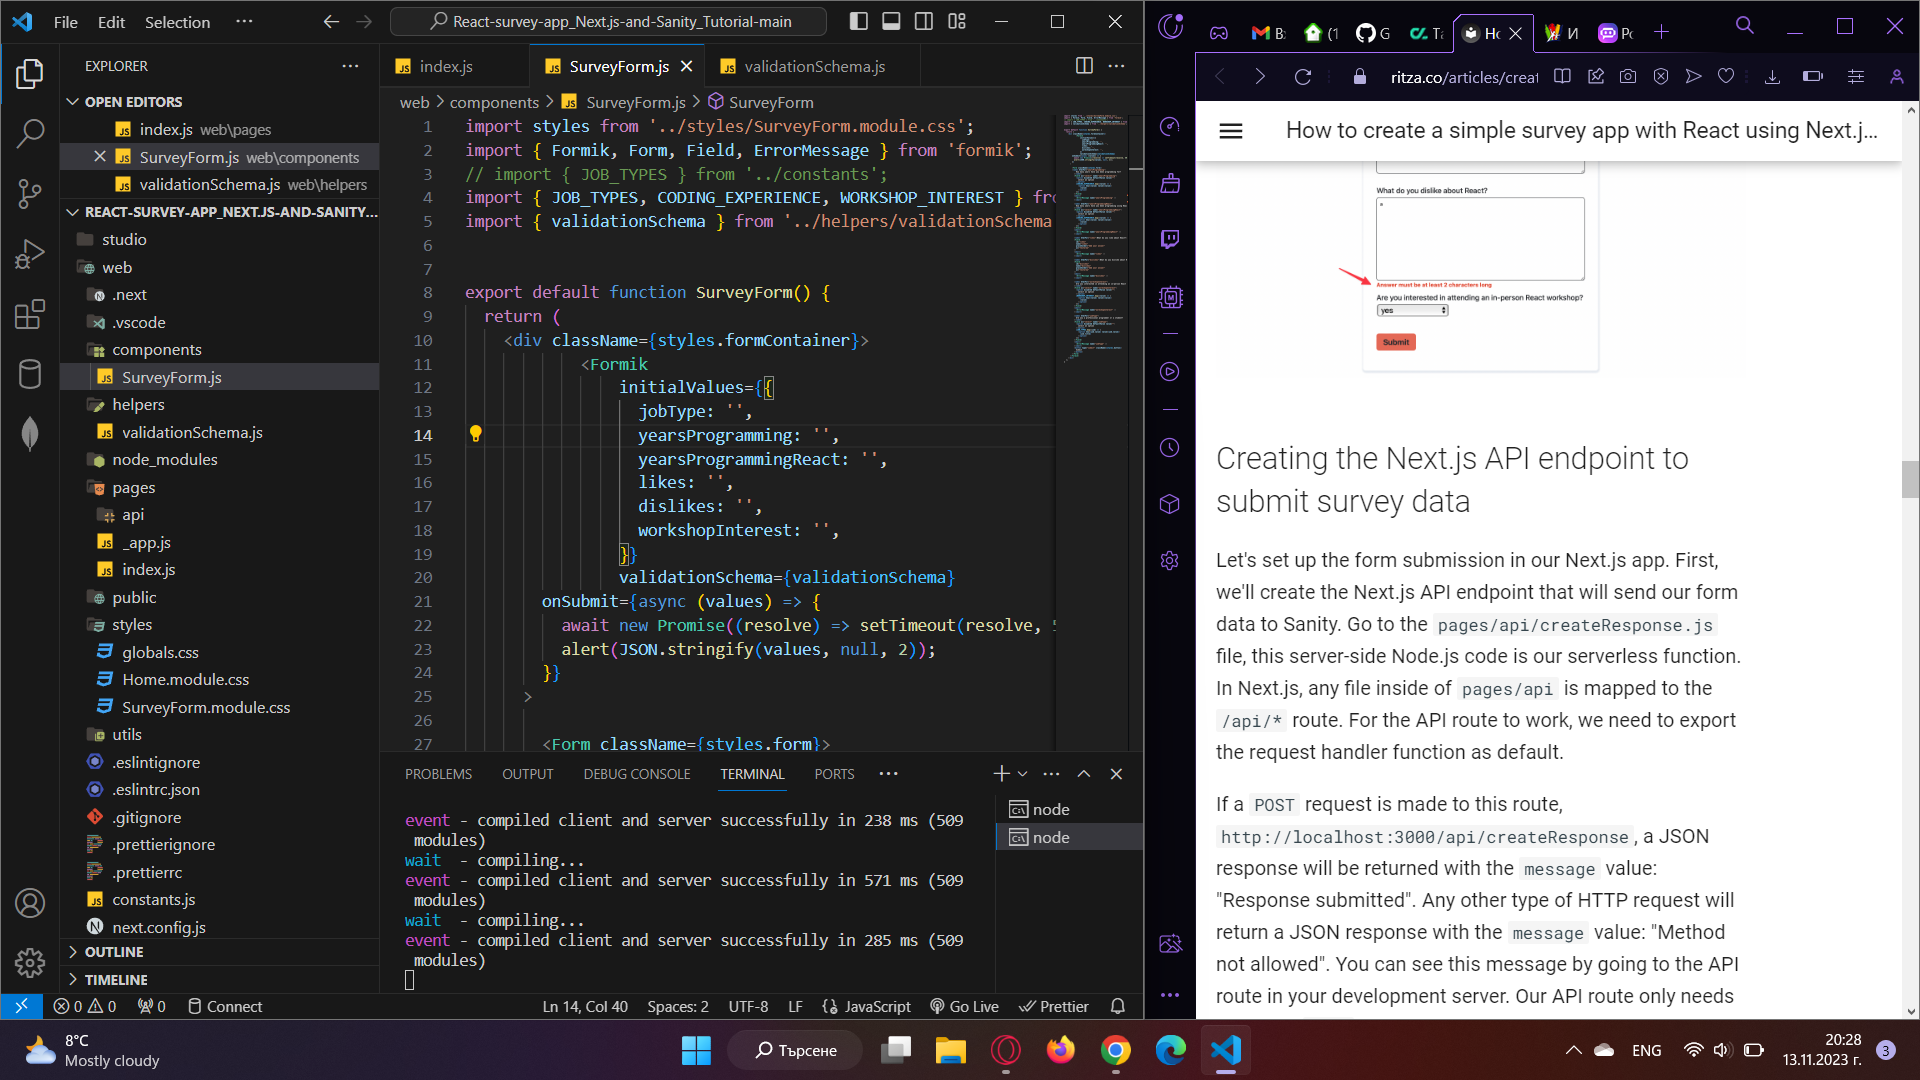 File Edit Selection ···
React-survey-app_Next.js-and-Sanity_Tutorial-main
EXPLORER
OPEN EDITORS
index.js web\pages
SurveyForm.js web\components
validationSchema.js web\helpers
REACT-SURVEY-APP_NEXT.JS-AND-SANITY...
studio
web
.next
.vscode
components
SurveyForm.js
helpers
validationSchema.js
node_modules
pages
api
_app.js
index.js
public
styles
globals.css
Home.module.css
SurveyForm.module.css
utils
.eslintignore
.eslintrc.json
.gitignore
.prettierignore
.prettierrc
constants.js
next.config.js
OUTLINE
TIMELINE
index.js
SurveyForm.js
validationSchema.js
web > components > SurveyForm.js > SurveyForm
1 import styles from '../styles/SurveyForm.module.css';
2 import { Formik, Form, Field, ErrorMessage } from 'formik';
3 // import { JOB_TYPES } from '../constants';
4 import { JOB_TYPES, CODING_EXPERIENCE, WORKSHOP_INTEREST } fro
5 import { validationSchema } from '../helpers/validationSchema
6
7
8 export default function SurveyForm() {
9 return (
10 <div className={styles.formContainer}>
11 <Formik
12 initialValues={{
13 jobType: '',
14 yearsProgramming: '',
15 yearsProgrammingReact: '',
16 likes: '',
17 dislikes: '',
18 workshopInterest: '',
19 }}
20 validationSchema={validationSchema}
21 onSubmit={async (values) => {
22 await new Promise((resolve) => setTimeout(resolve, 5
23 alert(JSON.stringify(values, null, 2));
24 }}
25 >
26
27 <Form className={styles.form}>
PROBLEMS OUTPUT DEBUG CONSOLE TERMINAL PORTS ···
event - compiled client and server successfully in 238 ms (509
modules)
wait - compiling...
event - compiled client and server successfully in 571 ms (509
modules)
wait - compiling...
event - compiled client and server successfully in 285 ms (509
modules)
node
node
0 0 0 Connect Ln 14, Col 40 Spaces: 2 UTF-8 LF JavaScript Go Live Prettier
ritza.co/articles/creat
How to create a simple survey app with React using Next.j...
What do you dislike about React?
Answer must be at least 2 characters long
Are you interested in attending an in-person React workshop?
yes
Submit
Creating the Next.js API endpoint to
submit survey data
Let's set up the form submission in our Next.js app. First,
we'll create the Next.js API endpoint that will send our form
data to Sanity. Go to the pages/api/createResponse.js
file, this server-side Node.js code is our serverless function.
In Next.js, any file inside of pages/api is mapped to the
/api/* route. For the API route to work, we need to export
the request handler function as default.
If a POST request is made to this route,
http://localhost:3000/api/createResponse, a JSON
response will be returned with the message value:
"Response submitted". Any other type of HTTP request will
return a JSON response with the message value: "Method
not allowed". You can see this message by going to the API
route in your development server. Our API route only needs
8°C
Mostly cloudy
Търсене
ENG
20:28
13.11.2023 г.
3